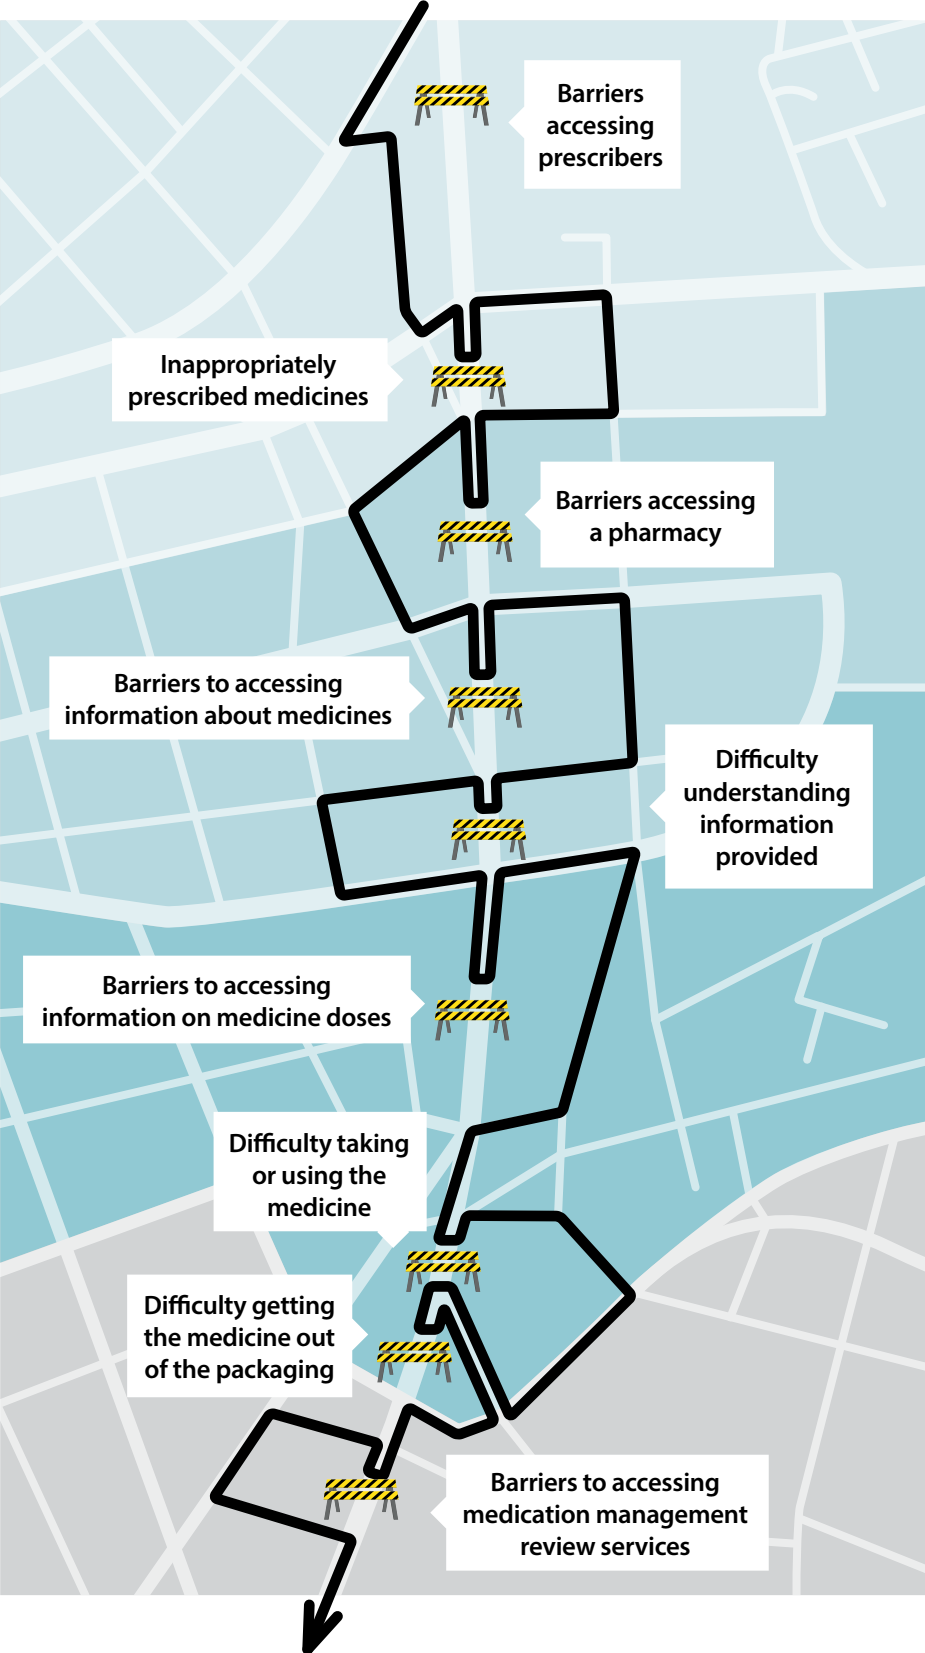 Barriers
accessing
prescribers
Inappropriately
prescribed medicines
Barriers accessing
a pharmacy
Barriers to accessing
information about medicines
Difficulty
understanding
information
provided
Barriers to accessing
information on medicine doses
Difficulty taking
or using the
medicine
Difficulty getting
the medicine out
of the packaging
Barriers to accessing
medication management
review services